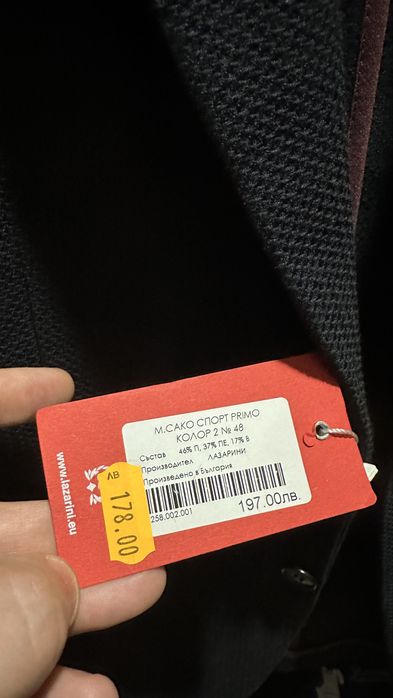 М.САКО СПОРТ PRIMO
КОЛОР 2 № 48
Състав 46% П, 37% ПЕ, 17% В
Производител ЛАЗАРИНИ
Произведено в България
258.002.001
197.00лв.
ЛВ
178.00
www.lazarini.eu